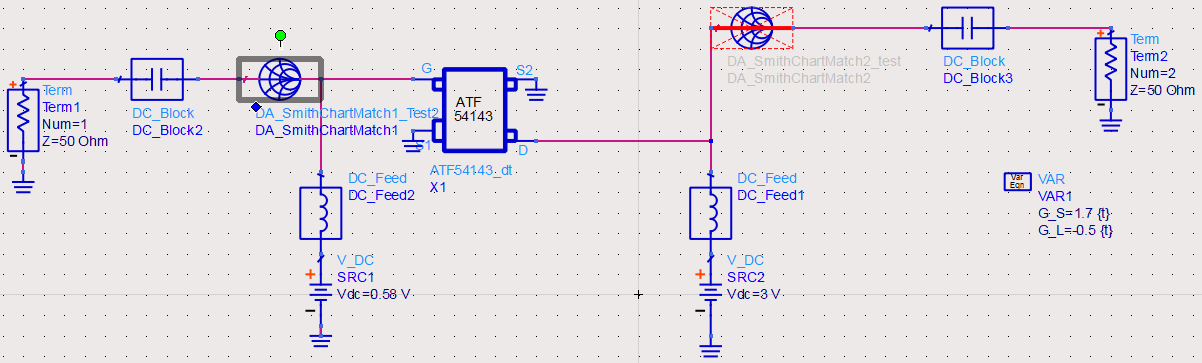 Term
Term1
Num=1
Z=50 Ohm
DC_Block
DC_Block2
DA_SmithChartMatch1_Test2
DA_SmithChartMatch1
G
S2
S1
D
ATF
54143
ATF54143_dt
X1
DC_Feed
DC_Feed2
V_DC
SRC1
Vdc=0.58 V
DA_SmithChartMatch2_test
DA_SmithChartMatch2
DC_Block
DC_Block3
Term
Term2
Num=2
Z=50 Ohm
DC_Feed
DC_Feed1
V_DC
SRC2
Vdc=3 V
Var
Eqn
VAR
VAR1
G_S=1.7 {t}
G_L=-0.5 {t}